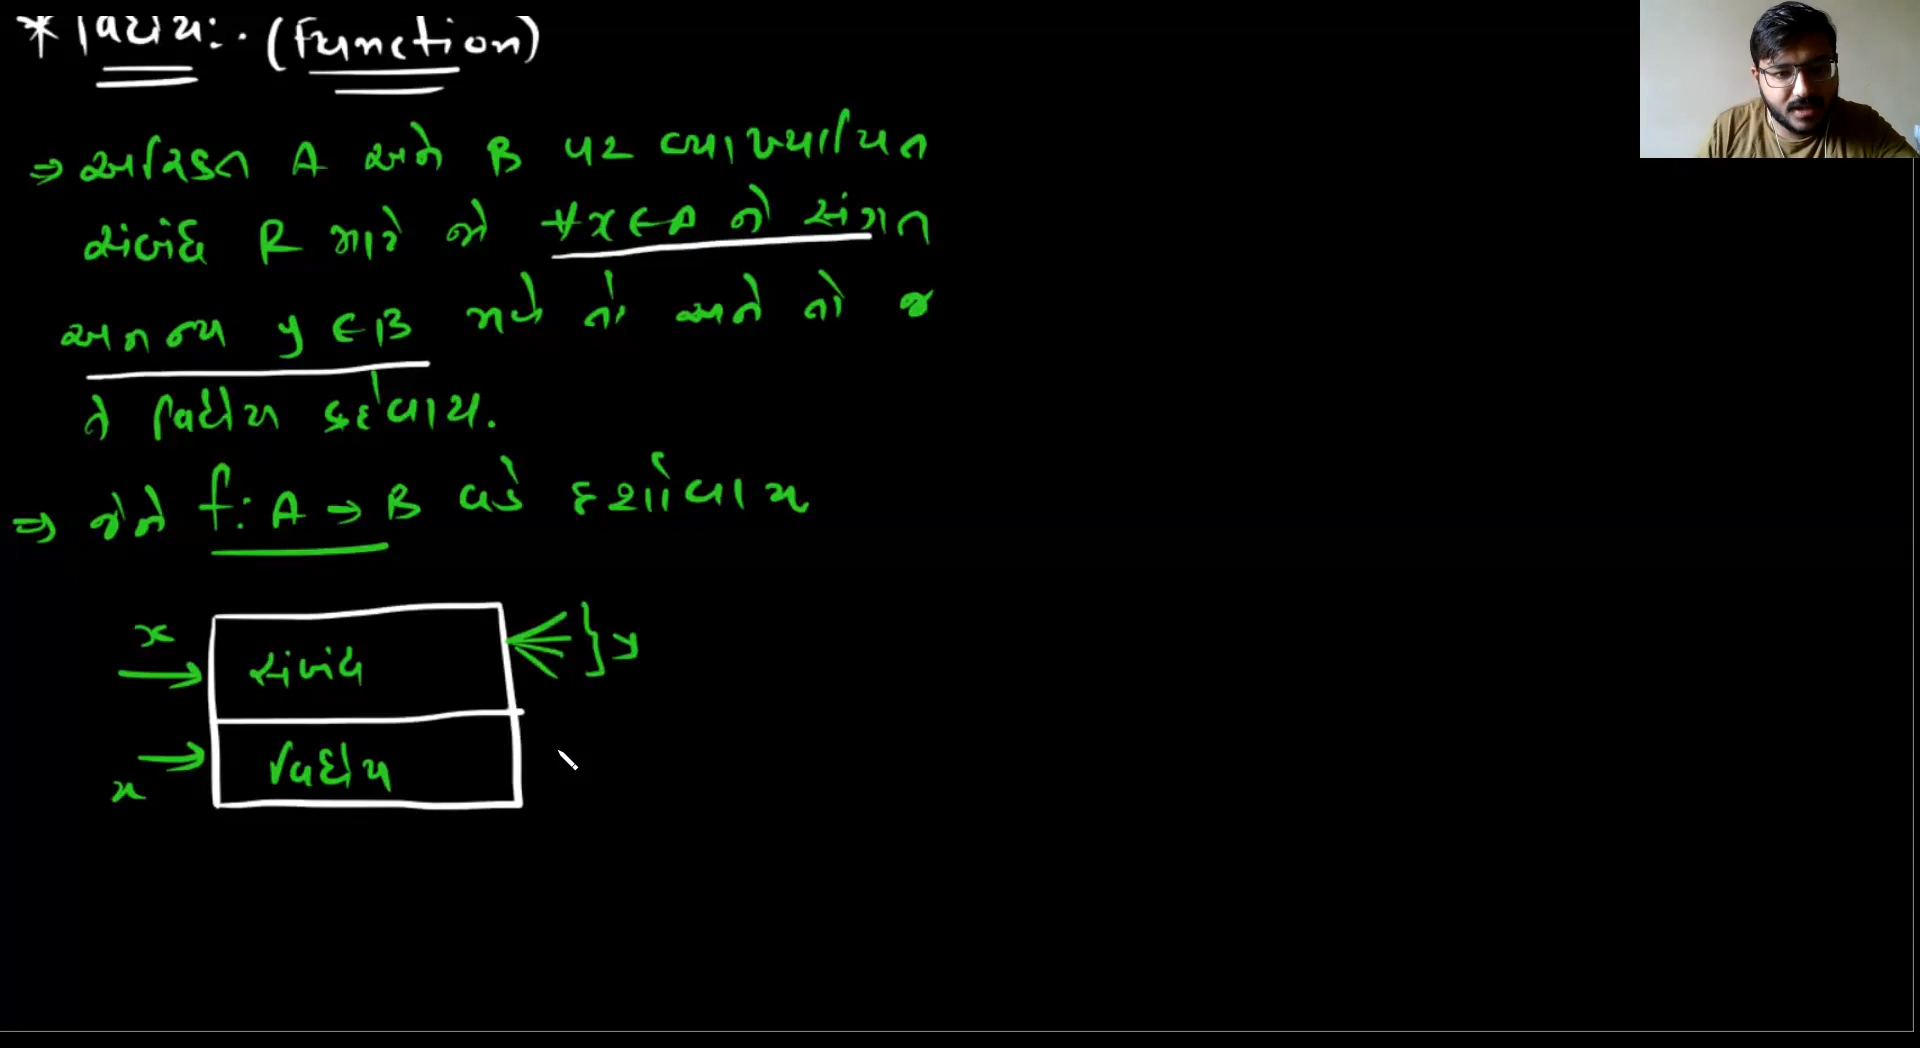 * વિધેય:. (Function)
⇒ અરિક્ત A અને B પર વ્યાખ્યાયિત
સંબંધ R માટે જો ∀x∈A ને સંગત
અનન્ય y∈B મળે તો અને તો જ
તે વિધેય કહેવાય.
⇒ જેને f: A → B વડે દર્શાવાય
x → સંબંધ } y
x → વિધેય